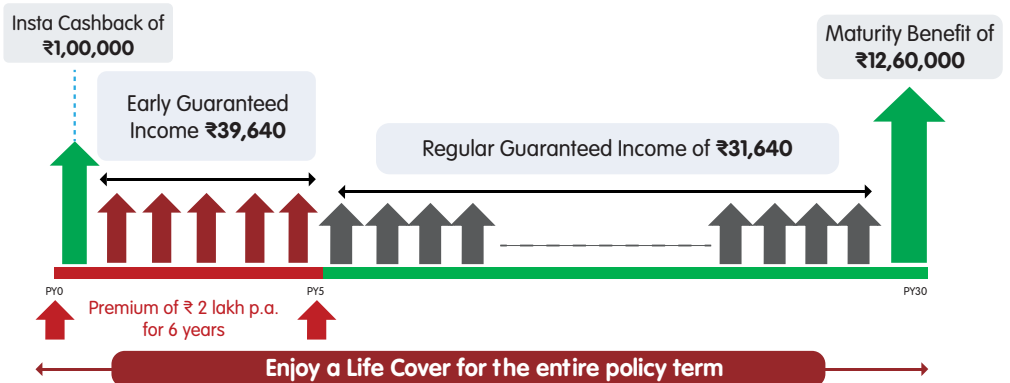 Insta Cashback of
₹1,00,000
Maturity Benefit of
₹12,60,000
Early Guaranteed
Income ₹39,640
Regular Guaranteed Income of ₹31,640
PY0
PY5
PY30
Premium of ₹ 2 lakh p.a.
for 6 years
Enjoy a Life Cover for the entire policy term